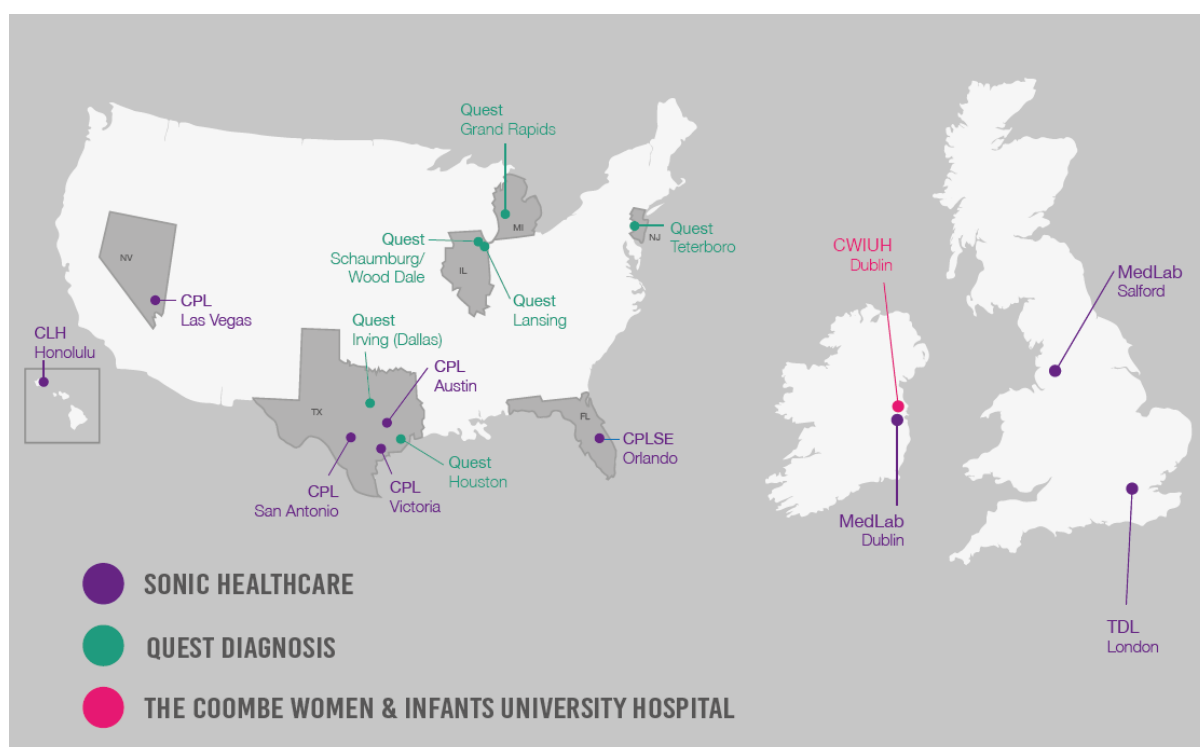 Quest
Grand Rapids
MI
Quest
Teterboro
NJ
Quest
Schaumburg/
Wood Dale
IL
Quest
Lansing
NV
CPL
Las Vegas
CLH
Honolulu
Quest
Irving (Dallas)
CPL
Austin
TX
CPL
San Antonio
CPL
Victoria
Quest
Houston
FL
CPLSE
Orlando
CWIUH
Dublin
MedLab
Salford
MedLab
Dublin
TDL
London
SONIC HEALTHCARE
QUEST DIAGNOSIS
THE COOMBE WOMEN & INFANTS UNIVERSITY HOSPITAL